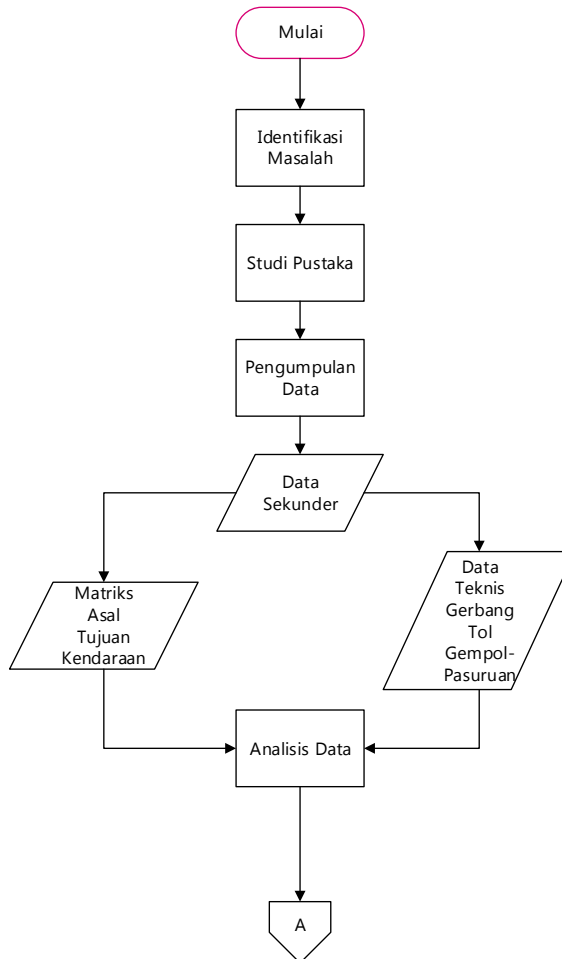 Mulai
Identifikasi
Masalah
Studi Pustaka
Pengumpulan
Data
Data
Sekunder
Matriks
Asal
Tujuan
Kendaraan
Data
Teknis
Gerbang
Tol
Gempol-
Pasuruan
Analisis Data
A